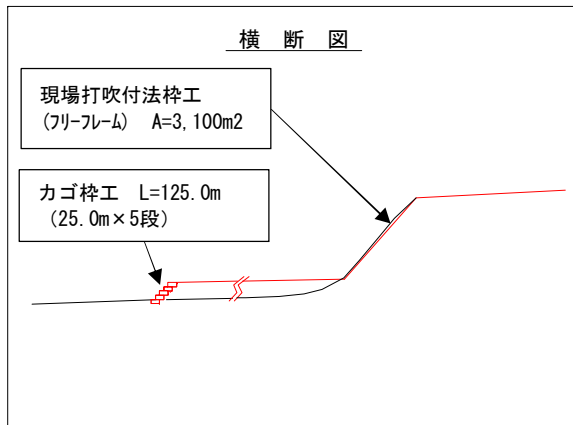 横 断 図
現場打吹付法枠工
(ﾌﾘｰﾌﾚｰﾑ) A=3,100m2
カゴ枠工 L=125.0m
(25.0m×5段)